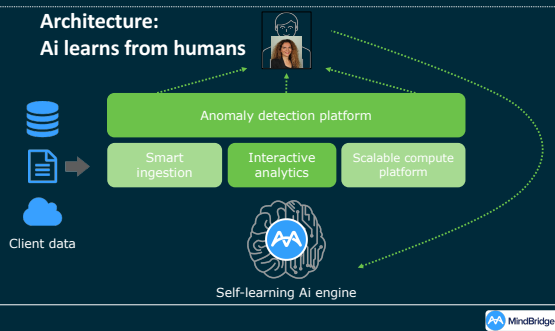 Architecture:
Ai learns from humans
Anomaly detection platform
Smart
ingestion
Interactive
analytics
Scalable compute
platform
Client data
Self-learning Ai engine
MindBridge